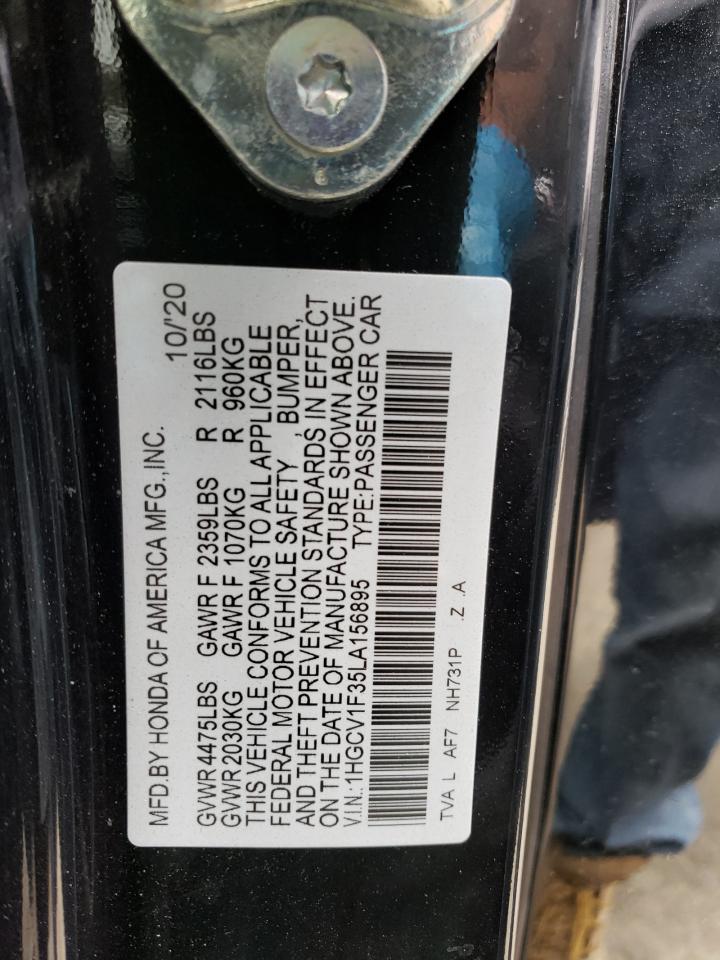 MFD.BY HONDA OF AMERICA MFG.,INC. 10/'20
GVWR 4475LBS GAWR F 2359LBS R 2116LBS
GVWR 2030KG GAWR F 1070KG R 960KG
THIS VEHICLE CONFORMS TO ALL APPLICABLE
FEDERAL MOTOR VEHICLE SAFETY , BUMPER,
AND THEFT PREVENTION STANDARDS IN EFFECT
ON THE DATE OF MANUFACTURE SHOWN ABOVE.
V.I.N.:1HGCV1F35LA156895 TYPE:PASSENGER CAR
TVA L AF7 NH731P .Z .A